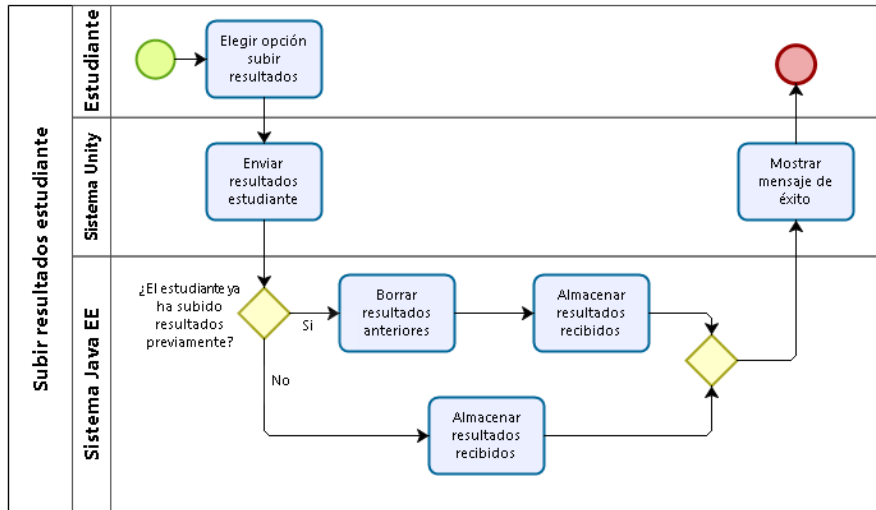 Subir resultados estudiante
Estudiante
Elegir opción
subir
resultados
Sistema Unity
Enviar
resultados
estudiante
Mostrar
mensaje de
éxito
Sistema Java EE
¿El estudiante ya
ha subido
resultados
previamente?
Si
Borrar
resultados
anteriores
Almacenar
resultados
recibidos
No
Almacenar
resultados
recibidos